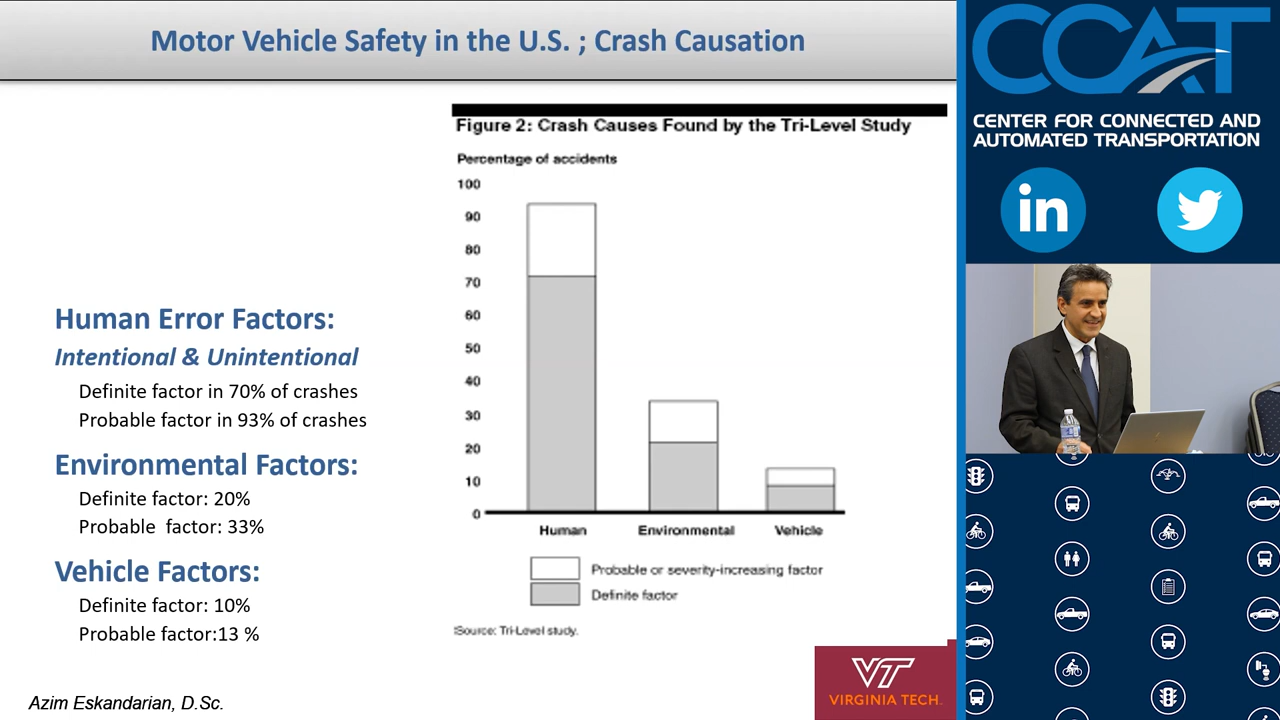 Motor Vehicle Safety in the U.S. ; Crash Causation
Figure 2: Crash Causes Found by the Tri-Level Study
Percentage of accidents
100
90
80
70
60
50
40
30
20
10
0
Human Environmental Vehicle
Probable or severity-increasing factor
Definite factor
Source: Tri-Level study.
Human Error Factors:
Intentional & Unintentional
Definite factor in 70% of crashes
Probable factor in 93% of crashes
Environmental Factors:
Definite factor: 20%
Probable factor: 33%
Vehicle Factors:
Definite factor: 10%
Probable factor:13 %
Azim Eskandarian, D.Sc.
VT
VIRGINIA TECH.
CCAT
CENTER FOR CONNECTED AND
AUTOMATED TRANSPORTATION
in